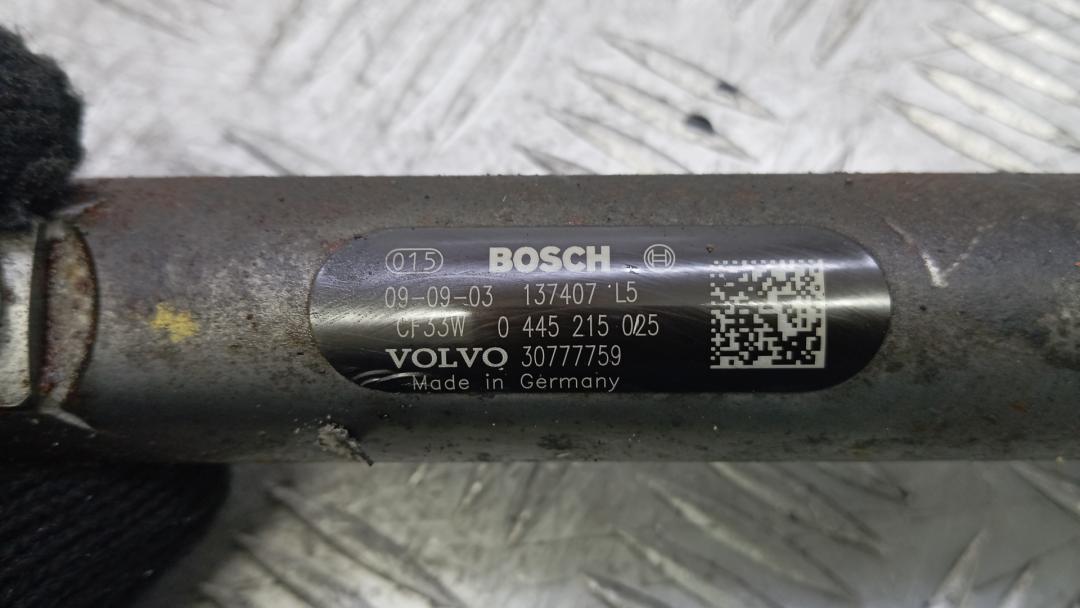 015 BOSCH
09-09-03 137407 L5
CF33W 0 445 215 025
VOLVO 30777759
Made in Germany